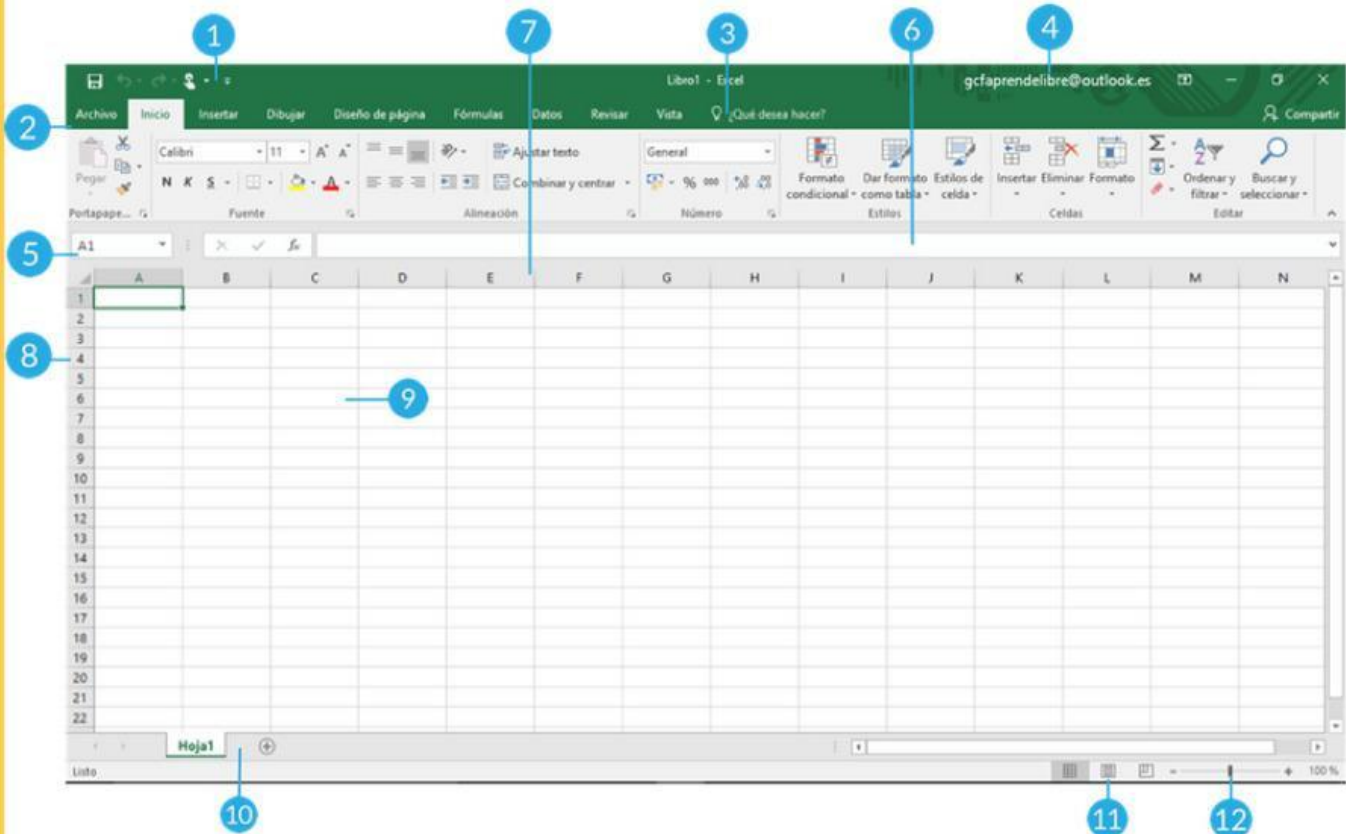 1 7 3 6 4
Libro1 - Excel gcfaprendelibre@outlook.es
2
Archivo Inicio Insertar Dibujar Diseño de página Fórmulas Datos Revisar Vista ¿Qué desea hacer? Compartir
Pegar
Calibri 11 A A
Ajustar texto
General
N K S A
Combinar y centrar
% 000
Formato condicional
Dar formato como tabla
Estilos de celda
Insertar Eliminar Formato
Σ
Ordenar y filtrar
Buscar y seleccionar
Portapape... Fuente Alineación Número Estilos Celdas Editar
5
A1 fx
A B C D E F G H I J K L M N
1
2
3
8
4
5
6 9
7
8
9
10
11
12
13
14
15
16
17
18
19
20
21
22
Hoja1
Listo 100 %
10 11 12